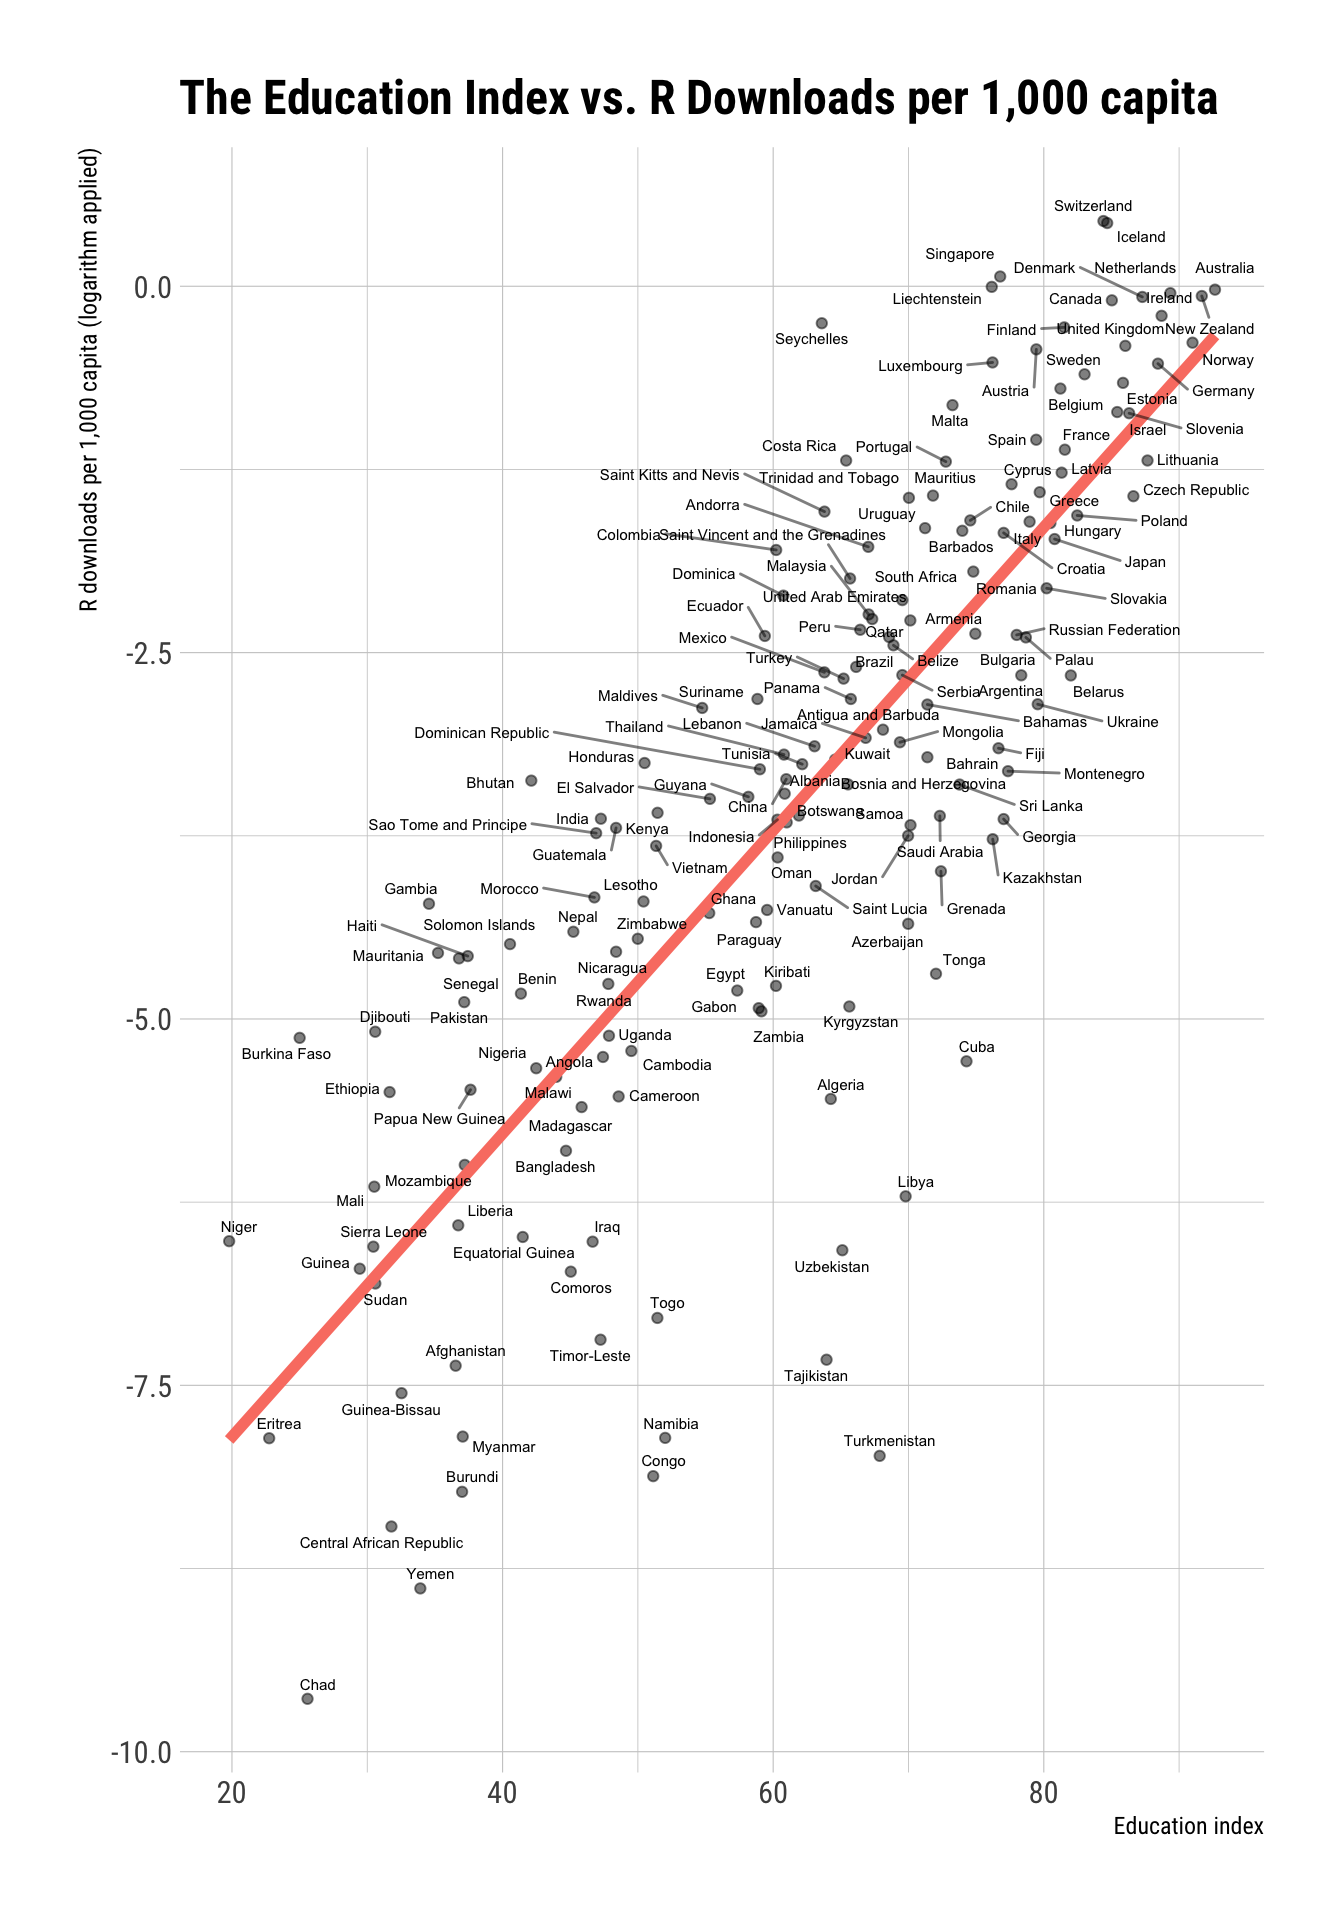 The Education Index vs. R Downloads per 1,000 capita
R downloads per 1,000 capita (logarithm applied)
Switzerland
Iceland
Singapore
Denmark
Netherlands
Australia
0.0
Liechtenstein
Canada
Ireland
Seychelles
Finland
United Kingdom
New Zealand
Luxembourg
Sweden
Norway
Austria
Germany
Malta
Belgium
Estonia
Costa Rica
Portugal
Spain
France
Israel
Slovenia
Saint Kitts and Nevis
Trinidad and Tobago
Mauritius
Cyprus
Latvia
Lithuania
Andorra
Uruguay
Chile
Greece
Czech Republic
Colombia
Saint Vincent and the Grenadines
Barbados
Italy
Hungary
Poland
Malaysia
Croatia
Japan
Dominica
South Africa
United Arab Emirates
Romania
Slovakia
Ecuador
Peru
Qatar
Armenia
Russian Federation
Mexico
-2.5
Turkey
Brazil
Belize
Bulgaria
Palau
Maldives
Suriname
Panama
Serbia
Argentina
Belarus
Thailand
Lebanon
Jamaica
Antigua and Barbuda
Bahamas
Ukraine
Dominican Republic
Mongolia
Honduras
Tunisia
Kuwait
Bahrain
Fiji
Bhutan
El Salvador
Guyana
Albania
Bosnia and Herzegovina
Montenegro
China
Botswana
Samoa
Sri Lanka
Sao Tome and Principe
India
Kenya
Indonesia
Philippines
Georgia
Guatemala
Vietnam
Saudi Arabia
Oman
Jordan
Kazakhstan
Gambia
Morocco
Lesotho
Ghana
Vanuatu
Saint Lucia
Grenada
Haiti
Solomon Islands
Nepal
Zimbabwe
Paraguay
Azerbaijan
Mauritania
Nicaragua
Tonga
Senegal
Benin
Rwanda
Egypt
Kiribati
-5.0
Djibouti
Pakistan
Gabon
Zambia
Kyrgyzstan
Burkina Faso
Nigeria
Angola
Uganda
Cambodia
Cuba
Ethiopia
Malawi
Cameroon
Algeria
Papua New Guinea
Madagascar
Bangladesh
Mozambique
Libya
Mali
Niger
Sierra Leone
Liberia
Iraq
Guinea
Equatorial Guinea
Uzbekistan
Sudan
Comoros
Togo
Afghanistan
Timor-Leste
Tajikistan
-7.5
Guinea-Bissau
Eritrea
Myanmar
Namibia
Turkmenistan
Congo
Burundi
Central African Republic
Yemen
Chad
-10.0
20
40
60
80
Education index